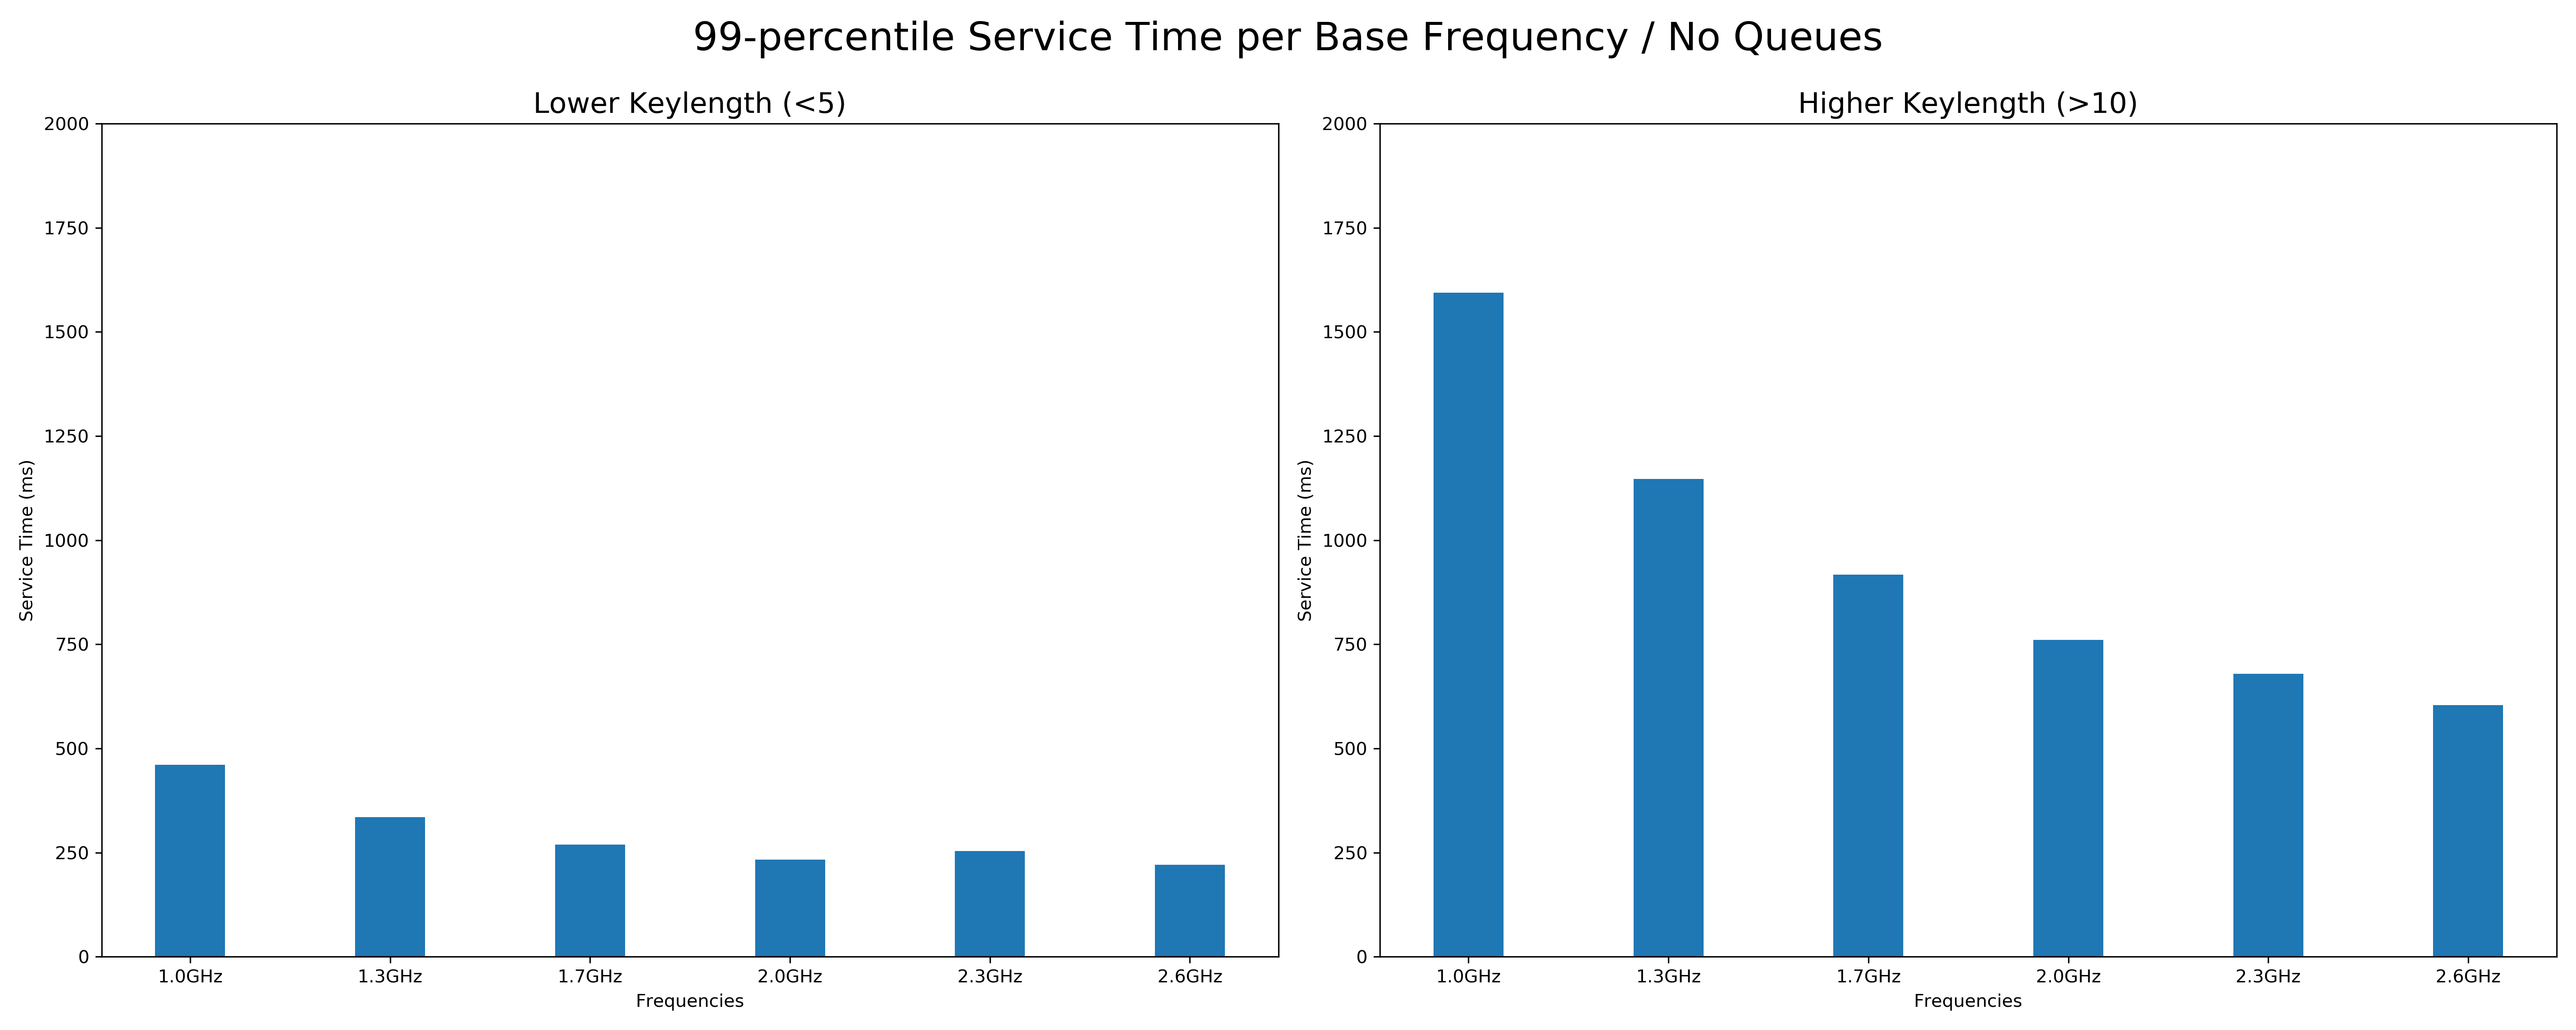 99-percentile Service Time per Base Frequency / No Queues
Lower Keylength (<5)
2000
1750
1500
1250
1000
750
500
250
0
Service Time (ms)
1.0GHz 1.3GHz 1.7GHz 2.0GHz 2.3GHz 2.6GHz
Frequencies
Higher Keylength (>10)
2000
1750
1500
1250
1000
750
500
250
0
Service Time (ms)
1.0GHz 1.3GHz 1.7GHz 2.0GHz 2.3GHz 2.6GHz
Frequencies